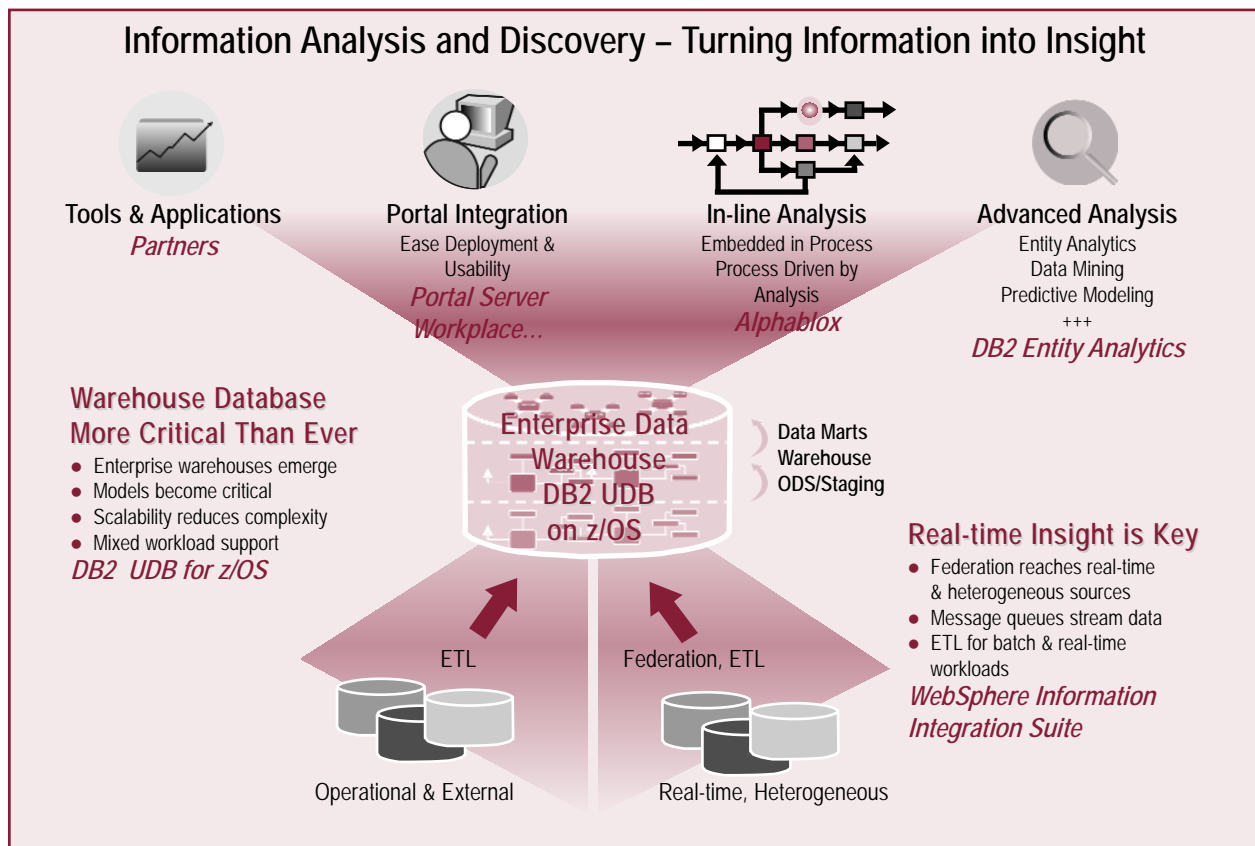 Information Analysis and Discovery – Turning Information into Insight
Tools & Applications
Partners
Portal Integration
Ease Deployment &
Usability
Portal Server
Workplace...
In-line Analysis
Embedded in Process
Process Driven by
Analysis
Alphablox
Advanced Analysis
Entity Analytics
Data Mining
Predictive Modeling
+++
DB2 Entity Analytics
Warehouse Database
More Critical Than Ever
● Enterprise warehouses emerge
● Models become critical
● Scalability reduces complexity
● Mixed workload support
DB2 UDB for z/OS
Enterprise Data
Warehouse
DB2 UDB
on z/OS
Data Marts
Warehouse
ODS/Staging
Real-time Insight is Key
● Federation reaches real-time
& heterogeneous sources
● Message queues stream data
● ETL for batch & real-time
workloads
WebSphere Information
Integration Suite
ETL
Federation, ETL
Operational & External
Real-time, Heterogeneous